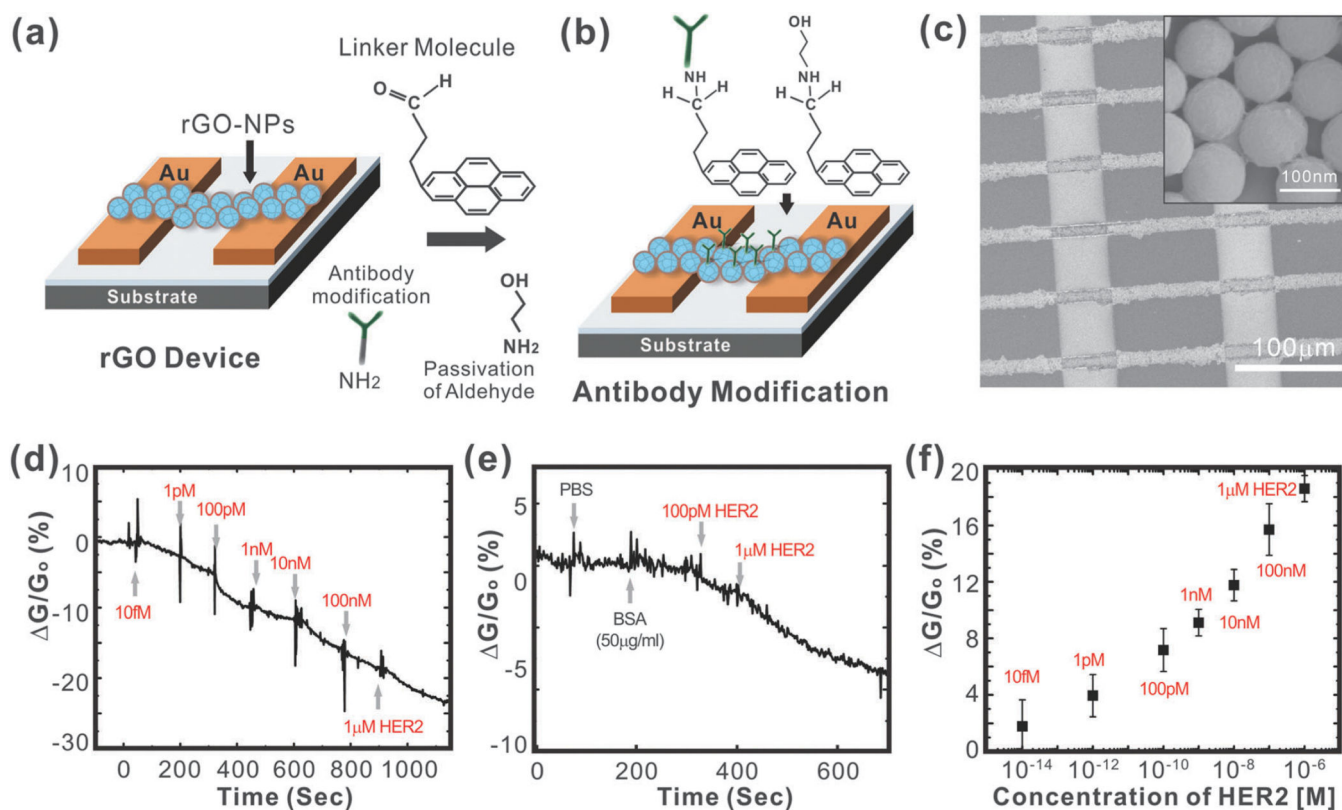 (a)
Linker Molecule
O
C
H
rGO-NPs
Au
Au
Substrate
rGO Device
Antibody
modification
NH2
OH
NH2
Passivation
of Aldehyde
(b)
OH
NH
H
C
H
NH
H
C
H
Au
Au
Substrate
Antibody Modification
(c)
100nm
100μm
(d)
ΔG/G₀ (%)
10
0
-10
-20
-30
10fM
1pM
100pM
1nM
10nM
100nM
1μM HER2
0 200 400 600 800 1000
Time (Sec)
(e)
ΔG/G₀ (%)
5
0
-5
-10
PBS
BSA
(50μg/ml)
100pM HER2
1μM HER2
0 200 400 600
Time (Sec)
(f)
ΔG/G₀ (%)
20
16
12
8
4
0
10fM
1pM
100pM
1nM
10nM
100nM
1μM HER2
10⁻¹⁴ 10⁻¹² 10⁻¹⁰ 10⁻⁸ 10⁻⁶
Concentration of HER2 [M]